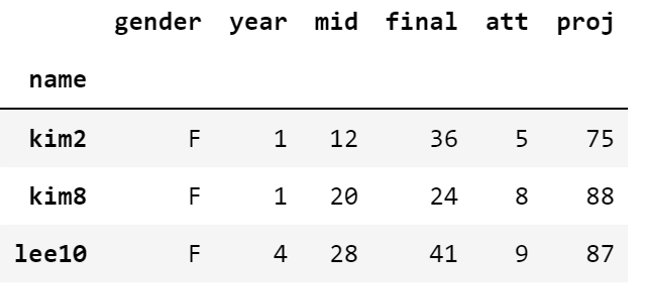 gender year mid final att proj
name
kim2 F 1 12 36 5 75
kim8 F 1 20 24 8 88
lee10 F 4 28 41 9 87